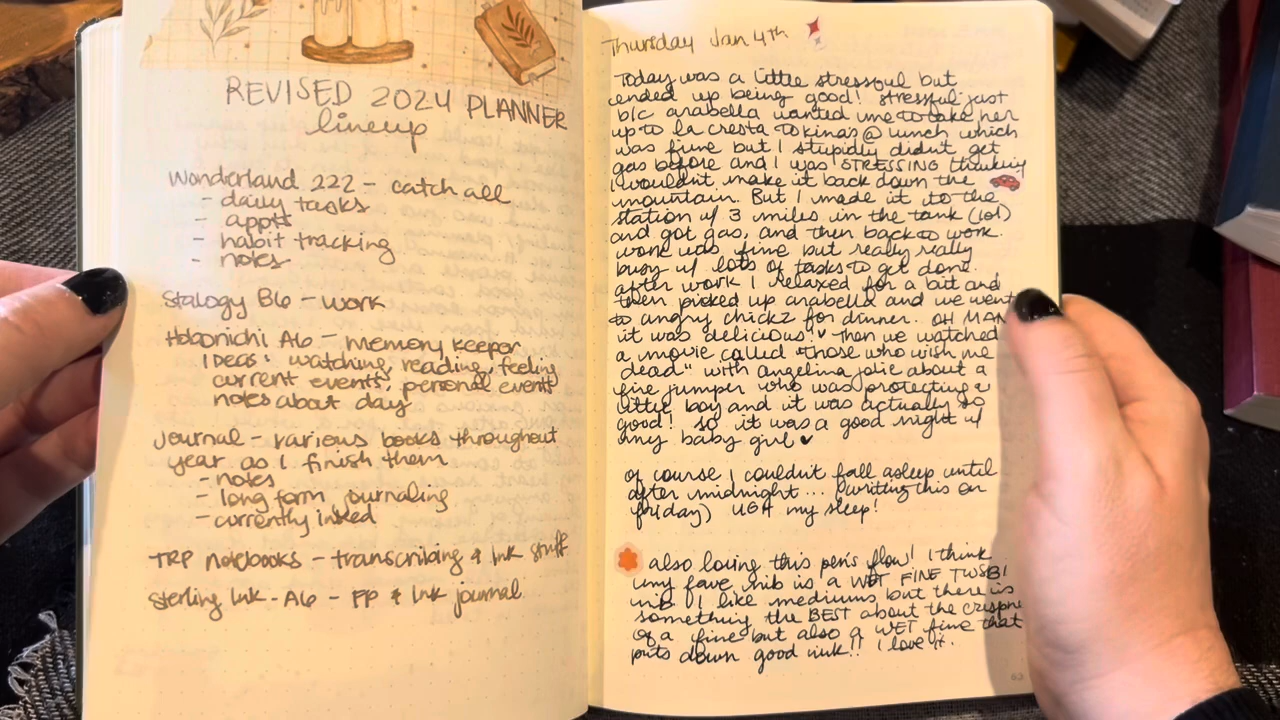 REVISED 2024 PLANNER
lineup
Wonderland 222 - catch all
- daily tasks
- appts
- habit tracking
- notes
Stalogy B6 - work
Hobonichi A6 - memory keeper
Ideas: watching, reading, feeling
current events, personal events
notes about day
Journal - various books throughout
year as I finish them
- notes
- long form journaling
- currently inked
TRP notebooks - transcribing & ink stuff
Sterling Ink - A6 - FP & Ink journal
Thursday Jan 4th
Today was a little stressful but
ended up being good! stressful just
b/c arabella wanted me to take her
up to la cresta to kina's @ lunch which
was fine but I stupidly didn't get
gas before and I was STRESSING thinking
I wouldn't make it back down the
mountain. But I made it to the
station w/ 3 miles in the tank (lol)
and got gas, and then back to work.
work was fine but really really
busy w/ lots of tasks to get done.
after work I relaxed for a bit and
then picked up arabella and we went
to angry chickz for dinner. OH MAN
it was delicious! ♥ Then we watched
a movie called "those who wish me
dead" with angelina jolie about a
fire jumper who was protecting a
little boy and it was actually so
good! so it was a good night w/
my baby girl ♥
of course I couldn't fall asleep until
after midnight... (writing this on
friday) UGH my sleep!
also loving this pen's flow! I think
my fave nib is a WET FINE TWSBI
nib! I like mediums but there is
something the BEST about the crispne
of a fine but also a WET fine that
puts down good ink!! I love it.
62